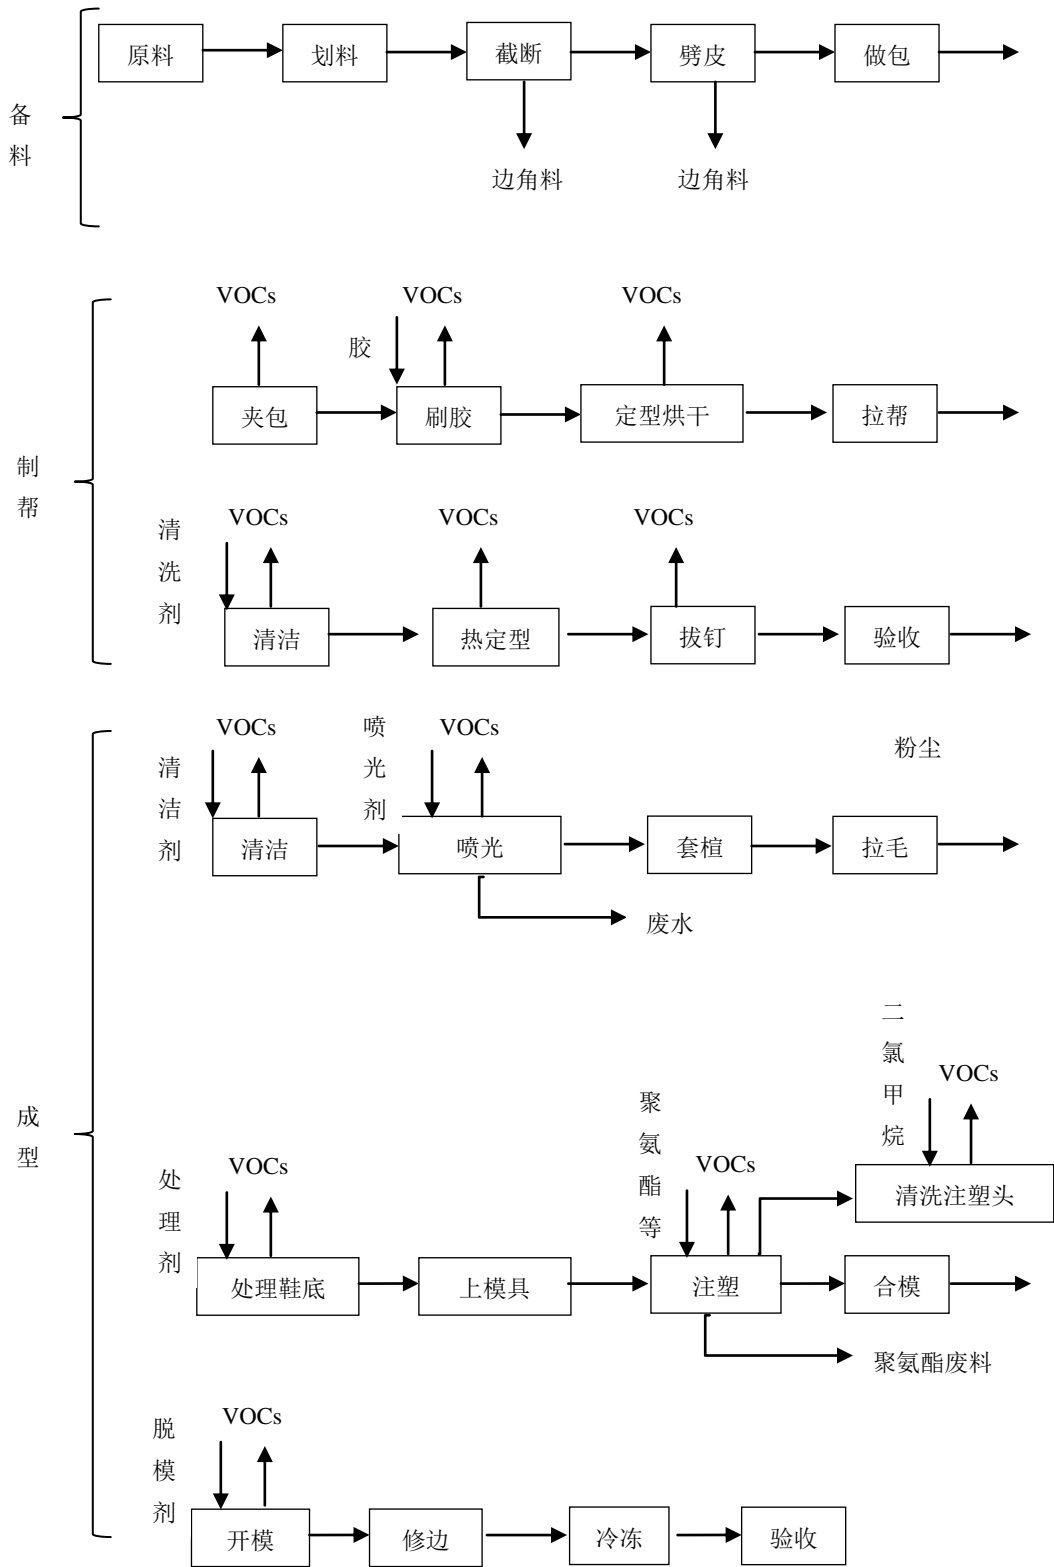 原料
划料
截断
劈皮
做包
备料
边角料
边角料
VOCs
VOCs
VOCs
胶
夹包
刷胶
定型烘干
拉帮
制帮
清洗剂
VOCs
VOCs
VOCs
清洁
热定型
拔钉
验收
清洁剂
VOCs
喷光剂
VOCs
粉尘
清洁
喷光
套楦
拉毛
废水
成型
二氯甲烷
VOCs
聚氨酯等
VOCs
处理剂
VOCs
清洗注塑头
处理鞋底
上模具
注塑
合模
聚氨酯废料
脱模剂
VOCs
开模
修边
冷冻
验收